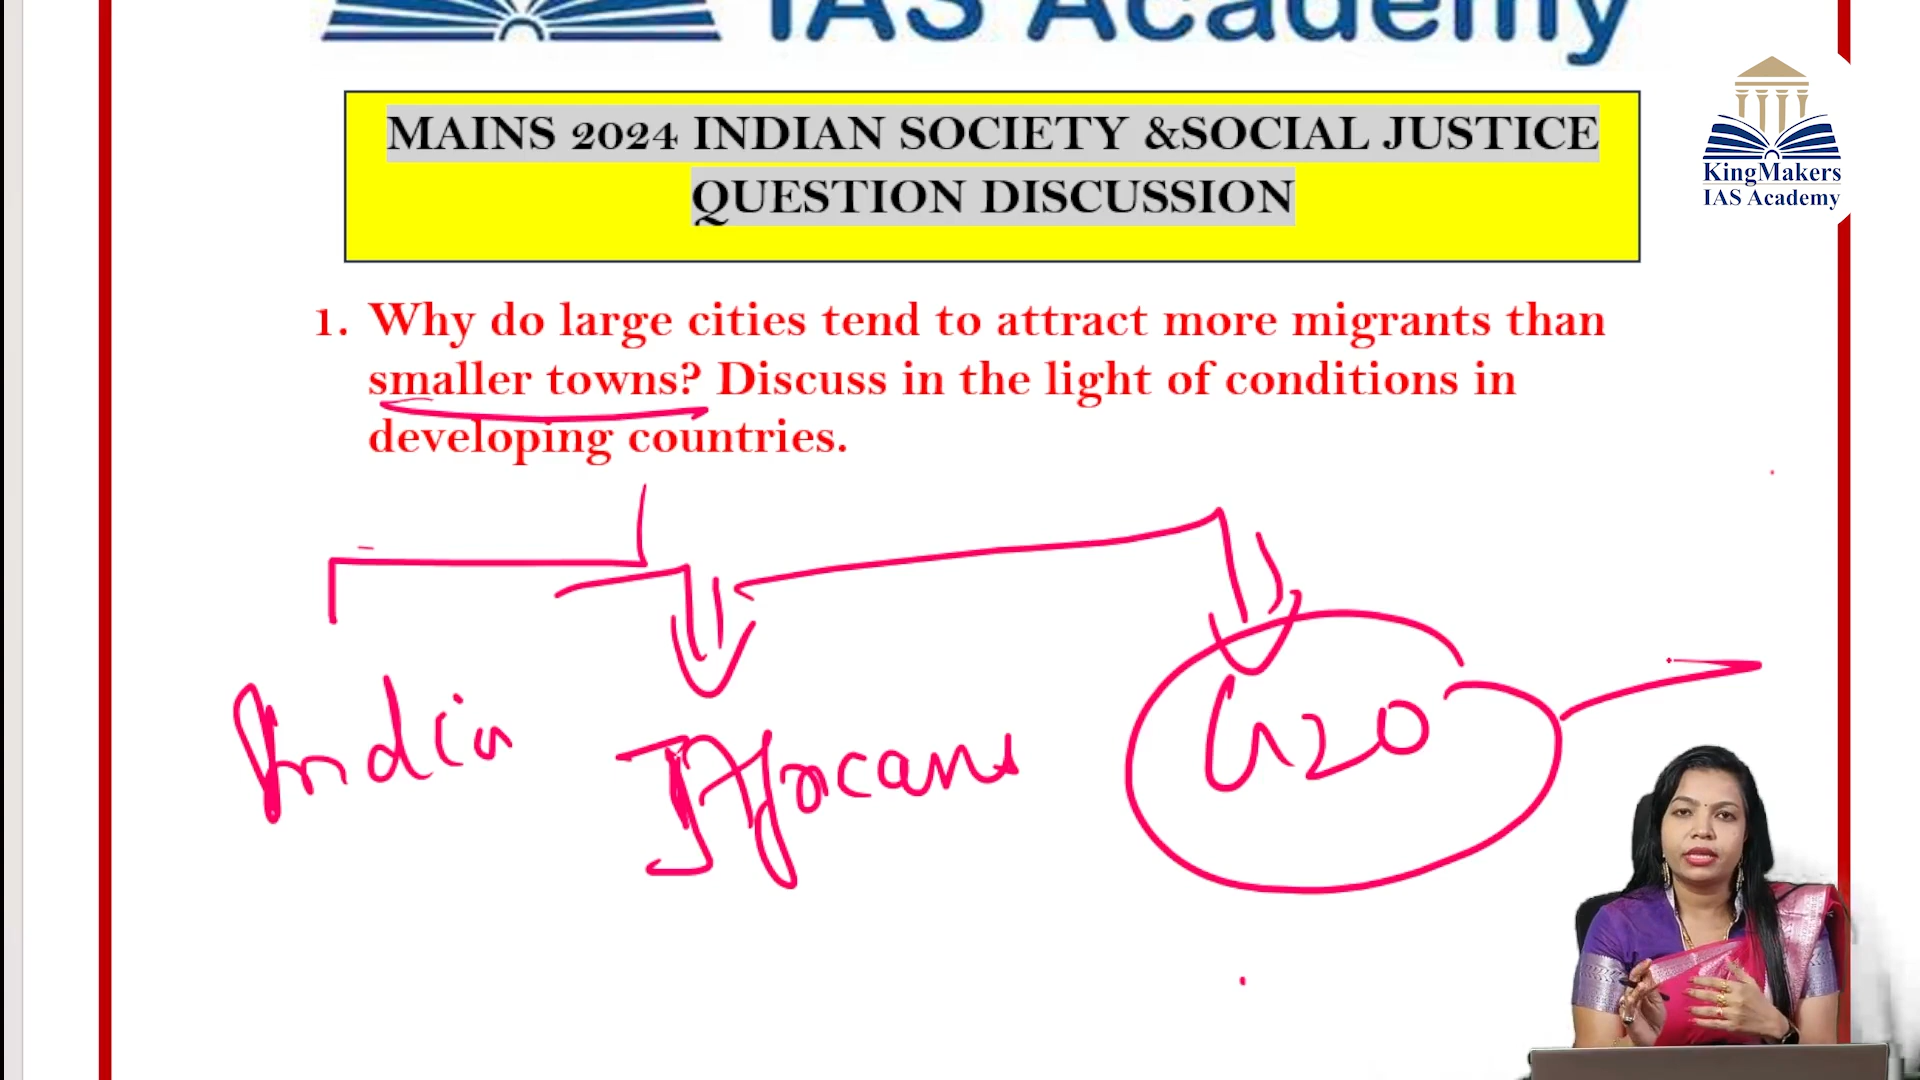 IAS Academy
MAINS 2024 INDIAN SOCIETY &SOCIAL JUSTICE
QUESTION DISCUSSION
KingMakers
IAS Academy
1. Why do large cities tend to attract more migrants than
smaller towns? Discuss in the light of conditions in
developing countries.
India
Africans
G20